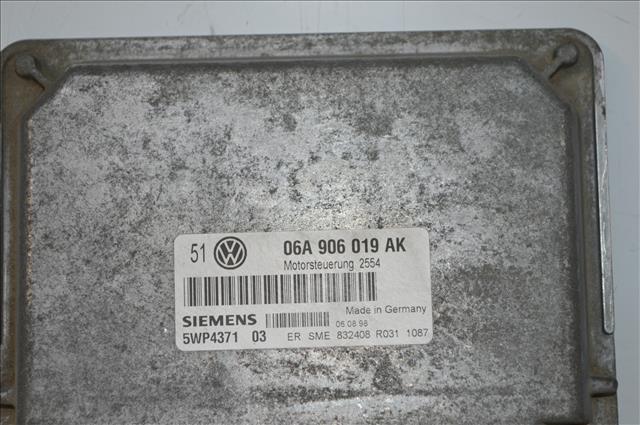 51 VW 06A 906 019 AK
Motorsteuerung 2554
Made in Germany
SIEMENS 06.08.98
5WP4371 03 ER SME 832408 R031 1087